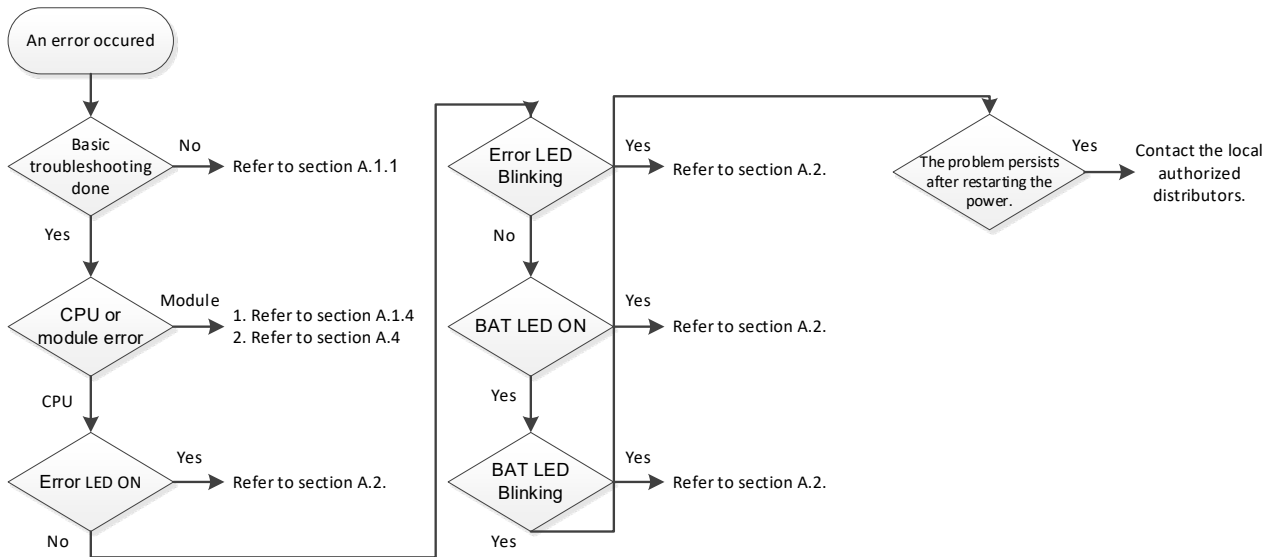 An error occured
Basic
troubleshooting
done
No
Refer to section A.1.1
Yes
CPU or
module error
Module
1. Refer to section A.1.4
2. Refer to section A.4
CPU
Error LED ON
Yes
Refer to section A.2.
No
Error LED
Blinking
Yes
Refer to section A.2.
No
BAT LED ON
Yes
Refer to section A.2.
Yes
BAT LED
Blinking
Yes
Refer to section A.2.
Yes
The problem persists
after restarting the
power.
Yes
Contact the local
authorized
distributors.